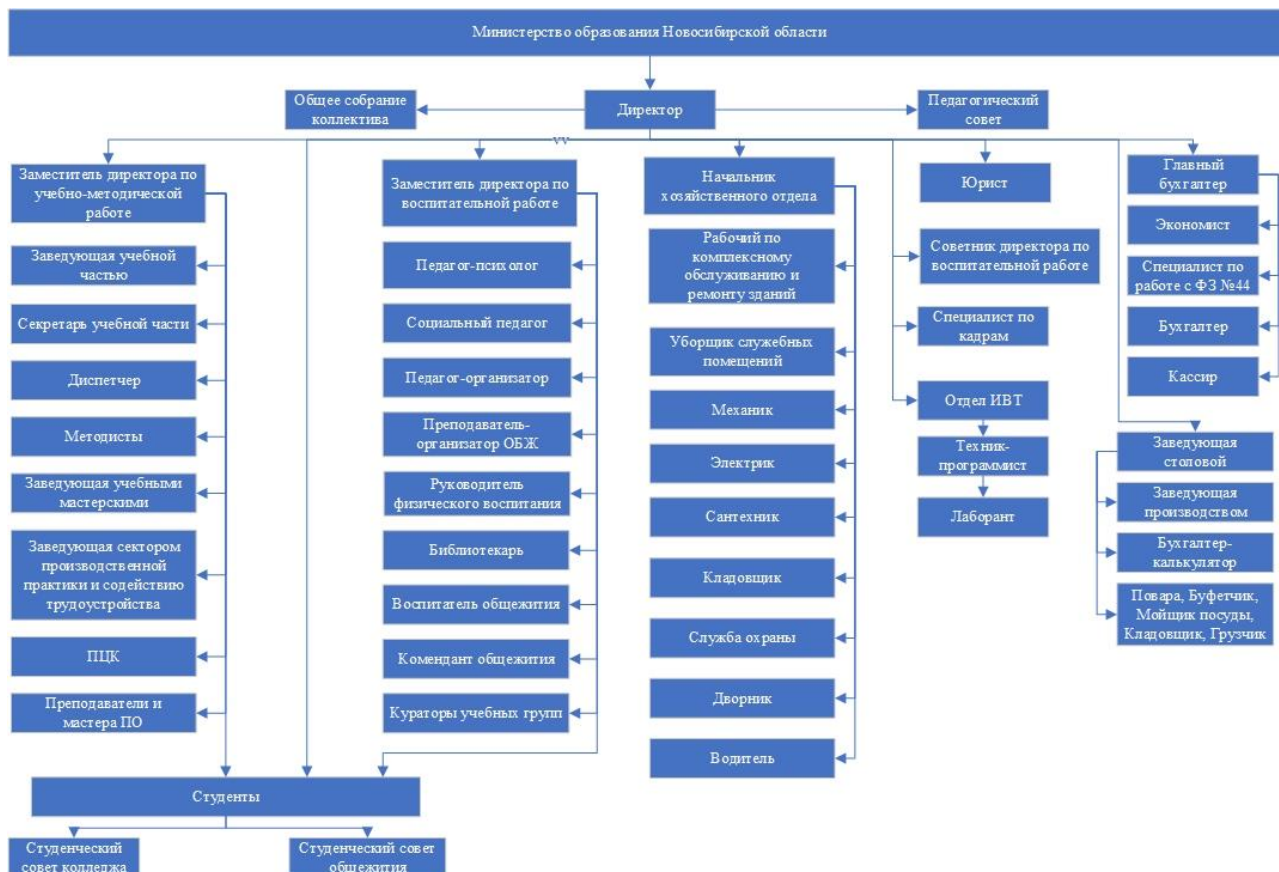 Министерство образования Новосибирской области
Общее собрание
коллектива
Директор
Педагогический
совет
vv
Заместитель директора по
учебно-методической
работе
Заведующая учебной
частью
Секретарь учебной части
Диспетчер
Методисты
Заведующая учебными
мастерскими
Заведующая сектором
производственной
практики и содействию
трудоустройства
ПЦК
Преподаватели и
мастера ПО
Заместитель директора по
воспитательной работе
Педагог-психолог
Социальный педагог
Педагог-организатор
Преподаватель-
организатор ОБЖ
Руководитель
физического воспитания
Библиотекарь
Воспитатель общежития
Комендант общежития
Кураторы учебных групп
Начальник
хозяйственного отдела
Рабочий по
комплексному
обслуживанию и
ремонту зданий
Уборщик служебных
помещений
Механик
Электрик
Сантехник
Кладовщик
Служба охраны
Дворник
Водитель
Юрист
Советник директора по
воспитательной работе
Специалист по
кадрам
Отдел ИВТ
Техник-
программист
Лаборант
Главный
бухгалтер
Экономист
Специалист по
работе с ФЗ №44
Бухгалтер
Кассир
Заведующая
столовой
Заведующая
производством
Бухгалтер-
калькулятор
Повара, Буфетчик,
Мойщик посуды,
Кладовщик, Грузчик
Студенты
Студенческий
совет колледжа
Студенческий совет
общежития